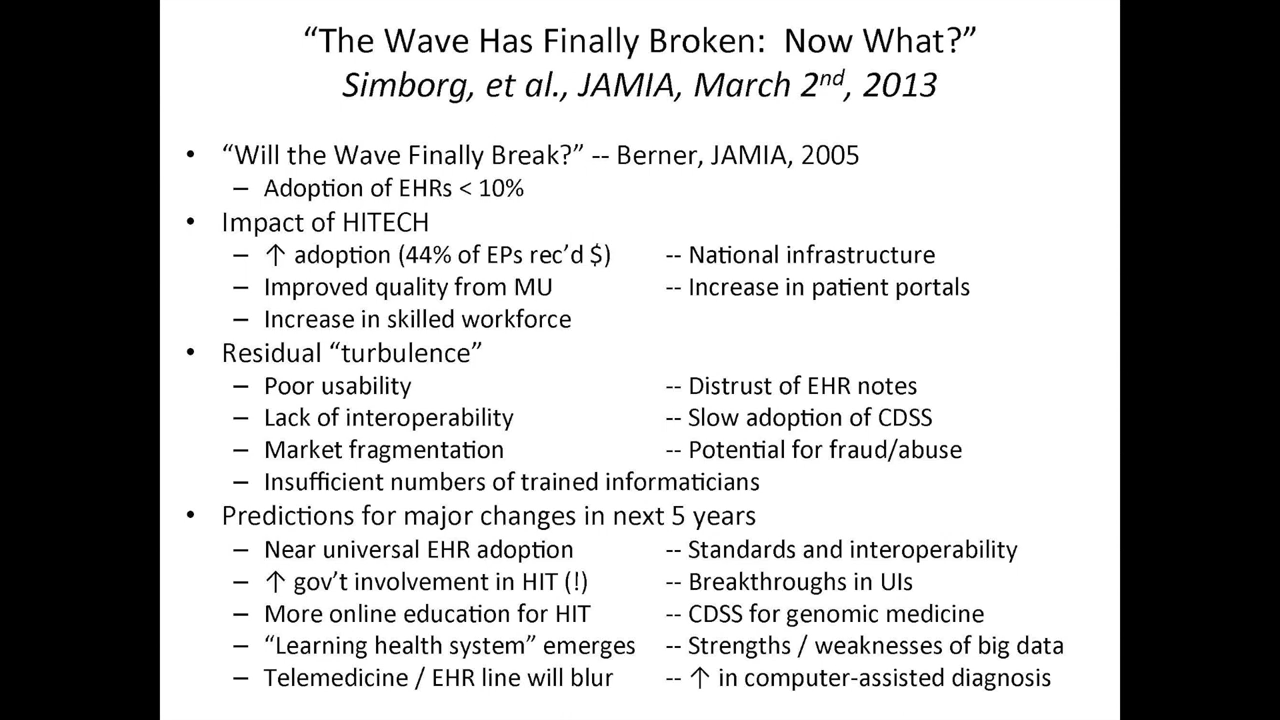 “The Wave Has Finally Broken: Now What?”
Simborg, et al., JAMIA, March 2nd, 2013
• “Will the Wave Finally Break?” -- Berner, JAMIA, 2005
– Adoption of EHRs < 10%
• Impact of HITECH
– ↑ adoption (44% of EPs rec’d $) -- National infrastructure
– Improved quality from MU -- Increase in patient portals
– Increase in skilled workforce
• Residual “turbulence”
– Poor usability -- Distrust of EHR notes
– Lack of interoperability -- Slow adoption of CDSS
– Market fragmentation -- Potential for fraud/abuse
– Insufficient numbers of trained informaticians
• Predictions for major changes in next 5 years
– Near universal EHR adoption -- Standards and interoperability
– ↑ gov’t involvement in HIT (!) -- Breakthroughs in UIs
– More online education for HIT -- CDSS for genomic medicine
– “Learning health system” emerges -- Strengths / weaknesses of big data
– Telemedicine / EHR line will blur -- ↑ in computer-assisted diagnosis